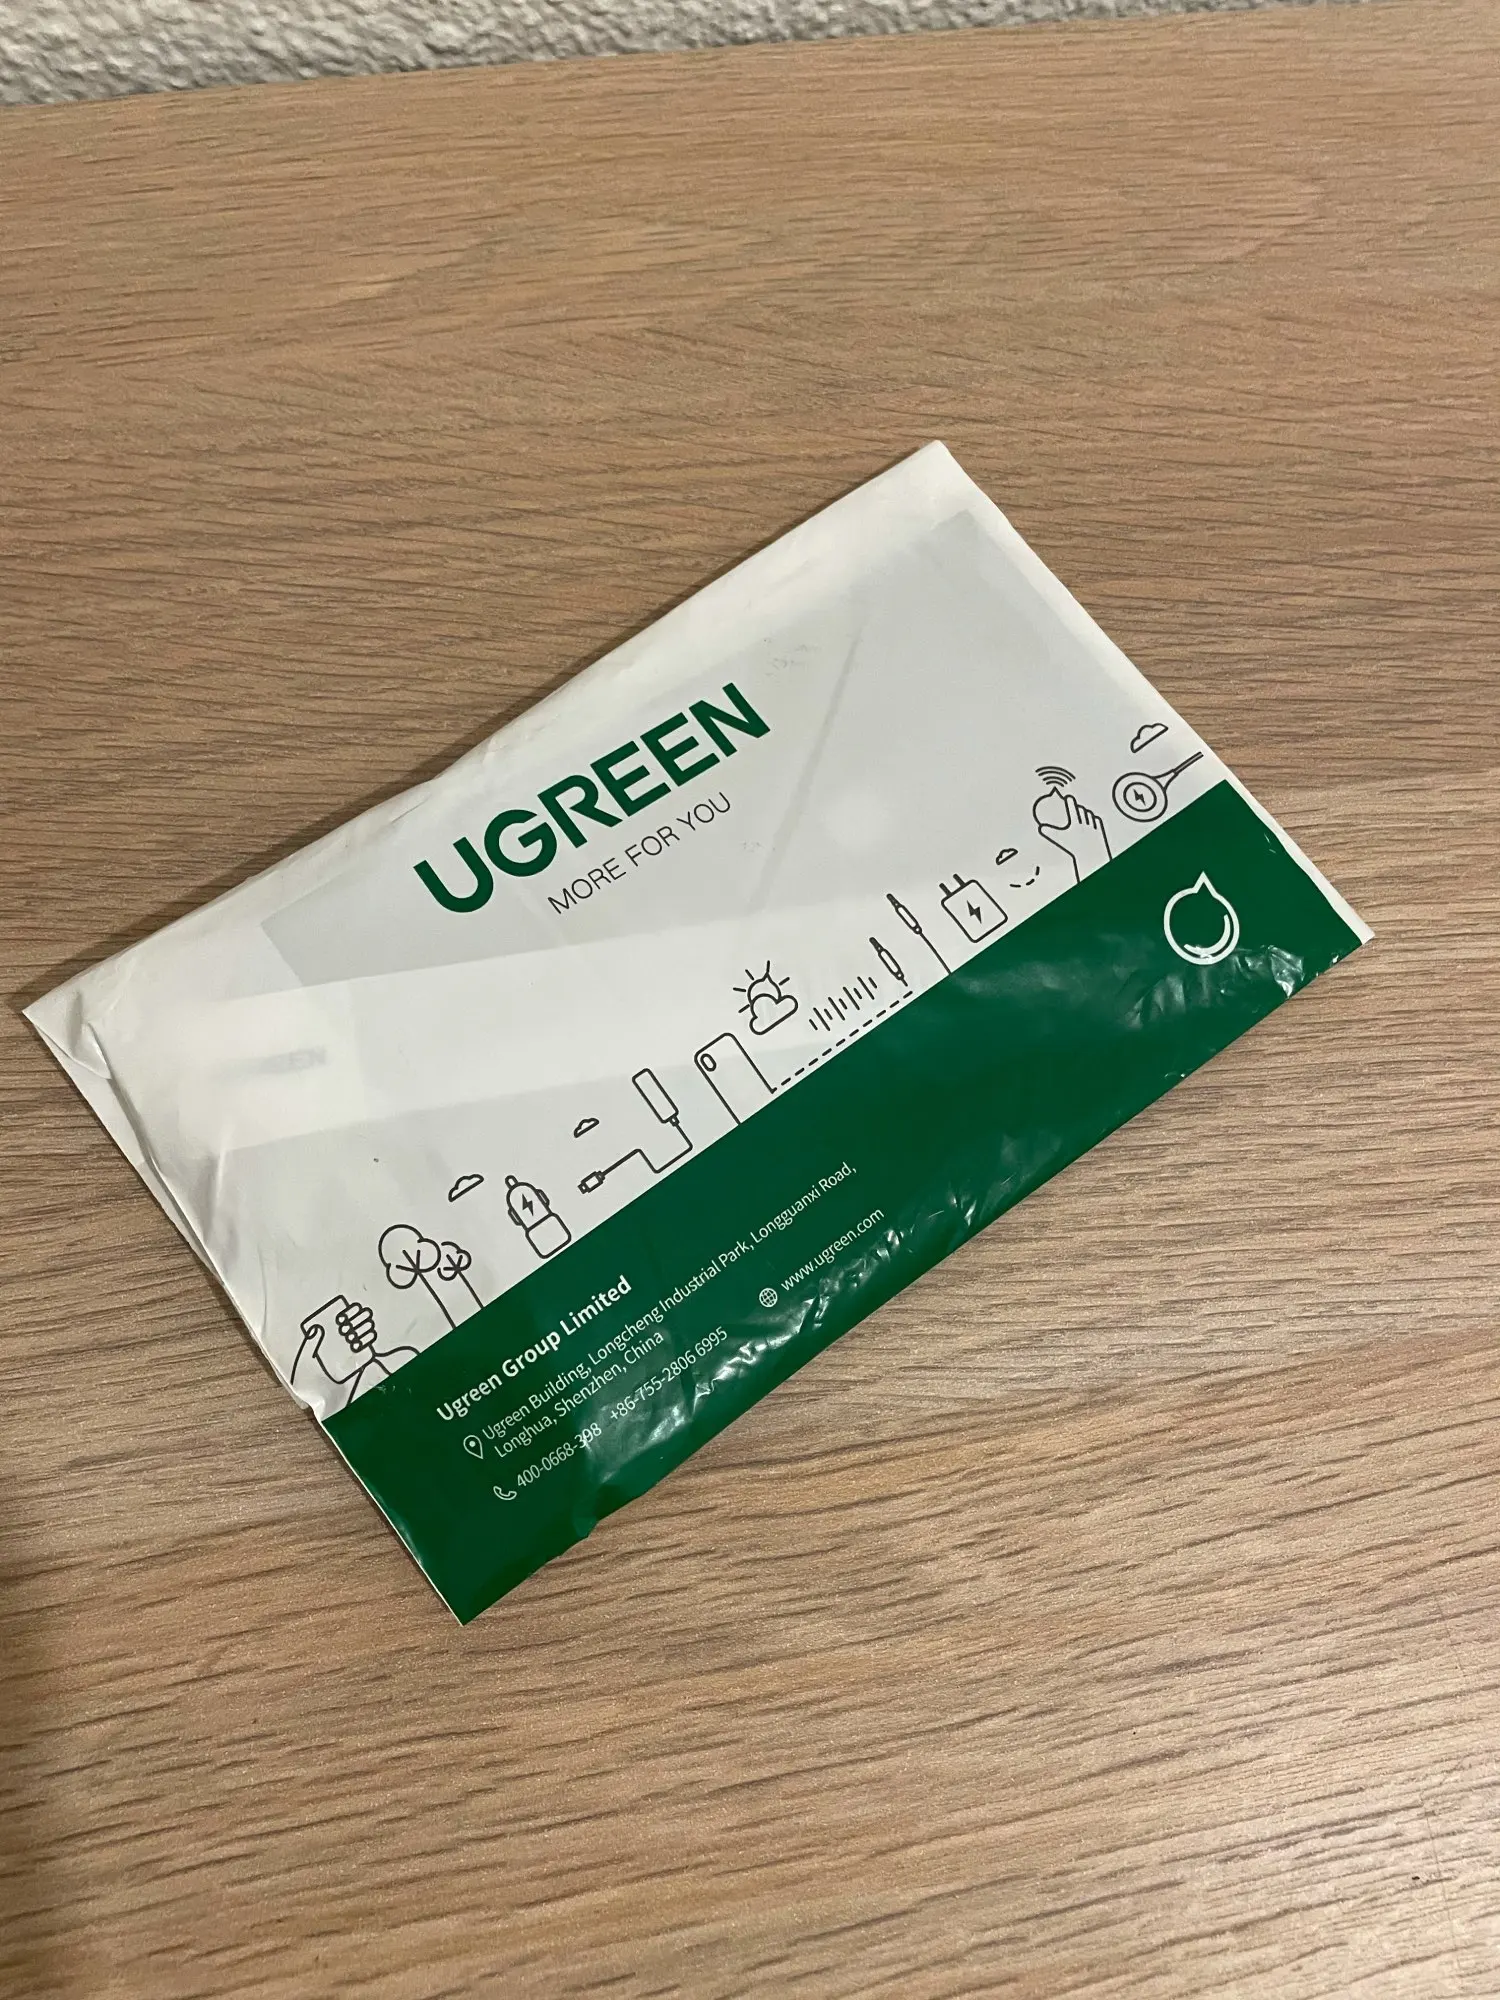 UGREEN
MORE FOR YOU
Ugreen Group Limited
Ugreen Building, Longcheng Industrial Park, Longguanxi Road,
Longhua, Shenzhen, China
400-0668-398 +86-755-2806 6995
www.ugreen.com